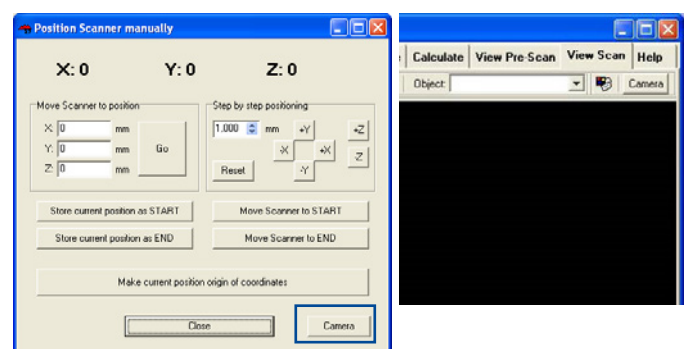 Position Scanner manually
X: 0 Y: 0 Z: 0
Move Scanner to position
X: 0 mm
Y: 0 mm
Z: 0 mm
Go
Step by step positioning
1.000 mm
+Y
+Z
-X
+X
-Z
Reset
-Y
Store current position as START
Move Scanner to START
Store current position as END
Move Scanner to END
Make current position origin of coordinates
Close
Camera
Calculate View Pre-Scan View Scan Help
Object: Camera